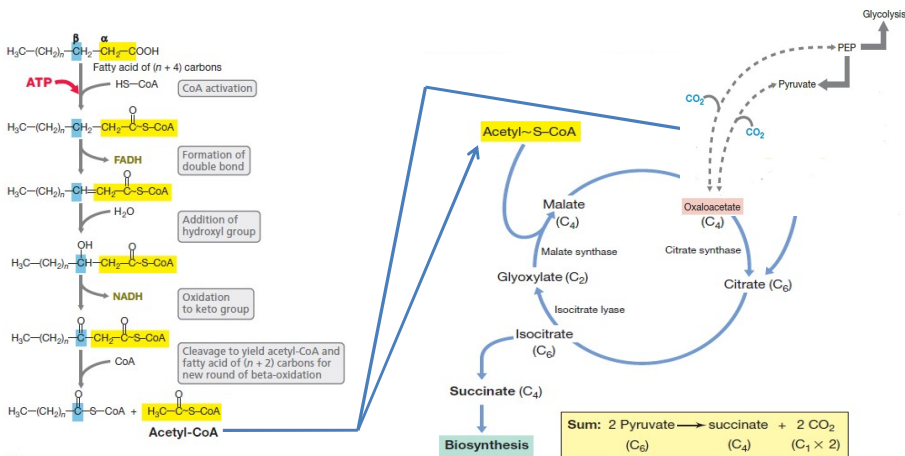 β α
H₃C–(CH₂)ₙ–CH₂–CH₂–COOH
Fatty acid of (n + 4) carbons
ATP
HS–CoA
CoA activation
O
H₃C–(CH₂)ₙ–CH₂–CH₂–C~S–CoA
FADH
Formation of
double bond
O
H₃C–(CH₂)ₙ–CH=CH₂–C~S–CoA
H₂O
Addition of
hydroxyl group
OH O
H₃C–(CH₂)ₙ–CH–CH₂–C~S–CoA
NADH
Oxidation
to keto group
O O
H₃C–(CH₂)ₙ–C–CH₂–C~S–CoA
CoA
Cleavage to yield acetyl-CoA and
fatty acid of (n + 2) carbons for
new round of beta-oxidation
O O
H₃C–(CH₂)ₙ–C–S–CoA + H₃C–C~S–CoA
Acetyl-CoA
Glycolysis
PEP
Pyruvate
CO₂
CO₂
Acetyl~S–CoA
Malate
(C₄)
Oxaloacetate
(C₄)
Malate synthase
Citrate synthase
Glyoxylate (C₂)
Citrate (C₆)
Isocitrate lyase
Isocitrate
(C₆)
Succinate (C₄)
Biosynthesis
Sum: 2 Pyruvate → succinate + 2 CO₂
(C₆) (C₄) (C₁ × 2)